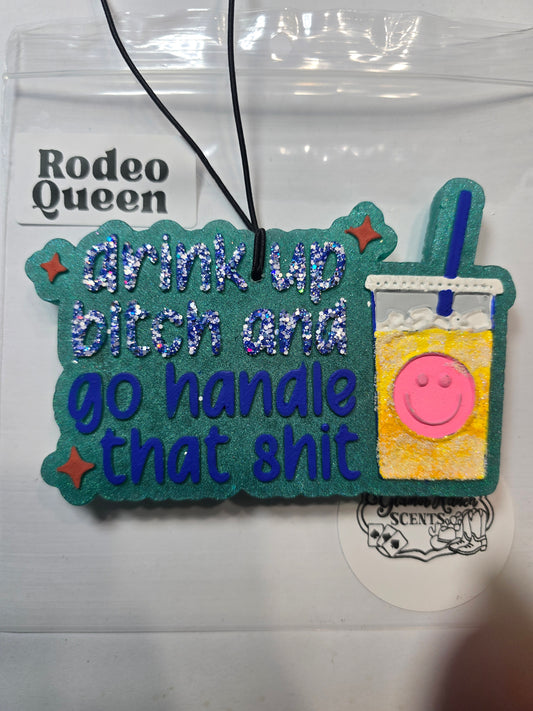 Rodeo
Queen
drink up
bitch and
go handle
that shit
SCENTS